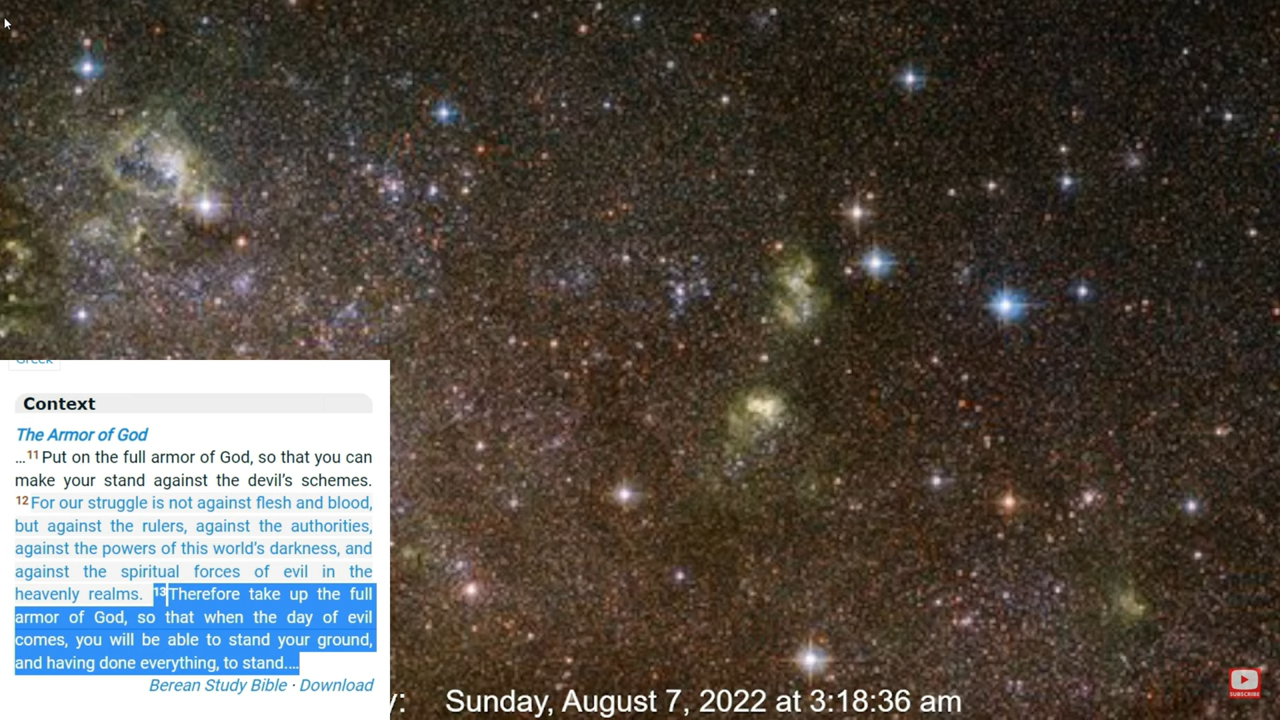 Greek
Context
The Armor of God
...11 Put on the full armor of God, so that you can
make your stand against the devil's schemes.
12 For our struggle is not against flesh and blood,
but against the rulers, against the authorities,
against the powers of this world's darkness, and
against the spiritual forces of evil in the
heavenly realms. 13 Therefore take up the full
armor of God, so that when the day of evil
comes, you will be able to stand your ground,
and having done everything, to stand....
Berean Study Bible · Download
y: Sunday, August 7, 2022 at 3:18:36 am
SUBSCRIBE